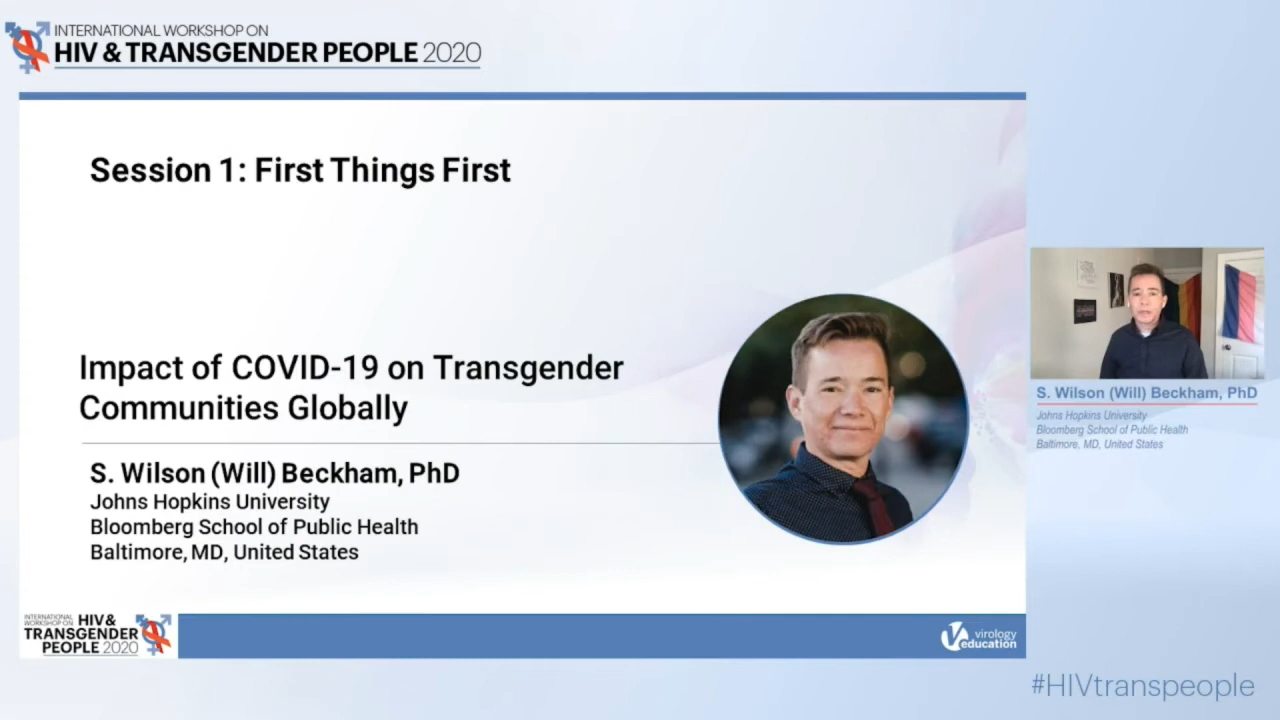 INTERNATIONAL WORKSHOP ON
HIV & TRANSGENDER PEOPLE 2020
Session 1: First Things First
Impact of COVID-19 on Transgender
Communities Globally
S. Wilson (Will) Beckham, PhD
Johns Hopkins University
Bloomberg School of Public Health
Baltimore, MD, United States
S. Wilson (Will) Beckham, PhD
Johns Hopkins University
Bloomberg School of Public Health
Baltimore, MD, United States
INTERNATIONAL
WORKSHOP ON HIV &
TRANSGENDER
PEOPLE 2020
virology
education
#HIVtranspeople